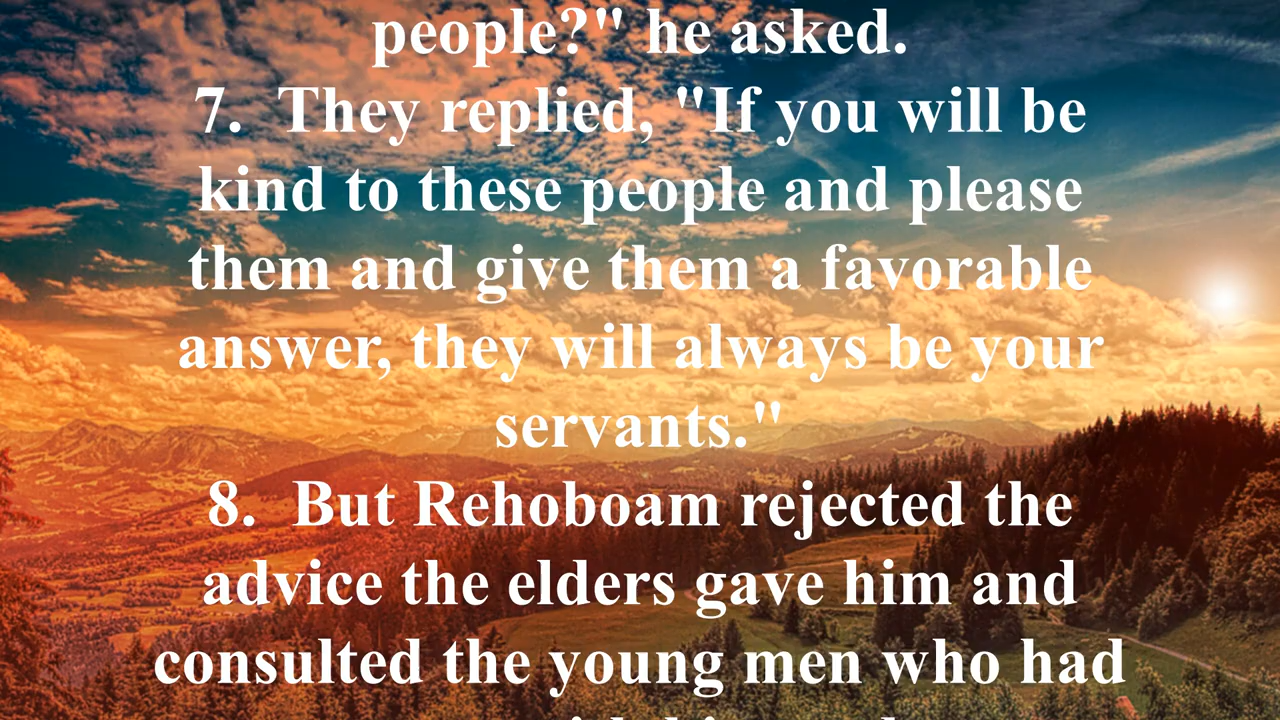 people?" he asked.
7.  They replied, "If you will be
kind to these people and please
them and give them a favorable
answer, they will always be your
servants."
8.  But Rehoboam rejected the
advice the elders gave him and
consulted the young men who had